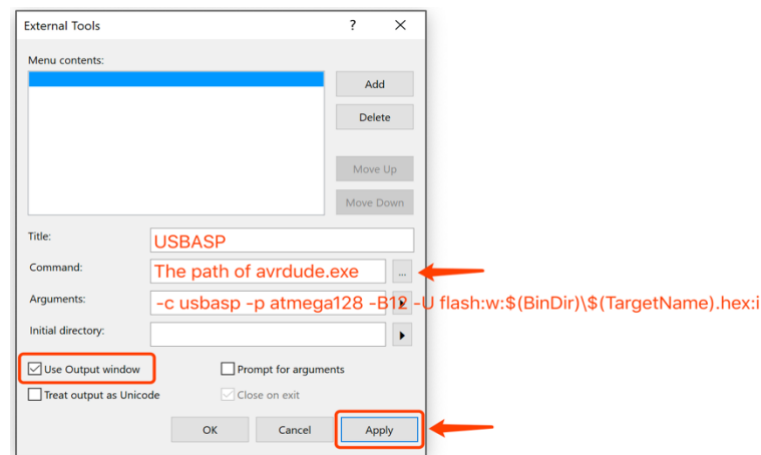 External Tools ? ×
Menu contents:
Add
Delete
Move Up
Move Down
Title: USBASP
Command: The path of avrdude.exe ...
Arguments: -c usbasp -p atmega128 -B12 -U flash:w:$(BinDir)\$(TargetName).hex:i
Initial directory:
Use Output window Prompt for arguments
Treat output as Unicode Close on exit
OK Cancel Apply